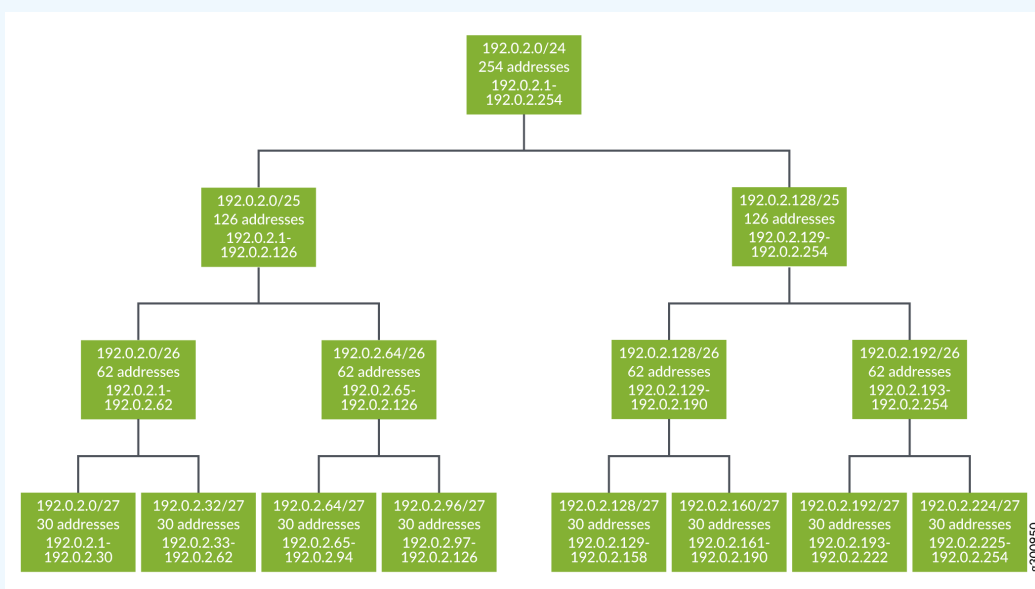 192.0.2.0/24
254 addresses
192.0.2.1-
192.0.2.254
192.0.2.0/25
126 addresses
192.0.2.1-
192.0.2.126
192.0.2.128/25
126 addresses
192.0.2.129-
192.0.2.254
192.0.2.0/26
62 addresses
192.0.2.1-
192.0.2.62
192.0.2.64/26
62 addresses
192.0.2.65-
192.0.2.126
192.0.2.128/26
62 addresses
192.0.2.129-
192.0.2.190
192.0.2.192/26
62 addresses
192.0.2.193-
192.0.2.254
192.0.2.0/27
30 addresses
192.0.2.1-
192.0.2.30
192.0.2.32/27
30 addresses
192.0.2.33-
192.0.2.62
192.0.2.64/27
30 addresses
192.0.2.65-
192.0.2.94
192.0.2.96/27
30 addresses
192.0.2.97-
192.0.2.126
192.0.2.128/27
30 addresses
192.0.2.129-
192.0.2.158
192.0.2.160/27
30 addresses
192.0.2.161-
192.0.2.190
192.0.2.192/27
30 addresses
192.0.2.193-
192.0.2.222
192.0.2.224/27
30 addresses
192.0.2.225-
192.0.2.254
g300850